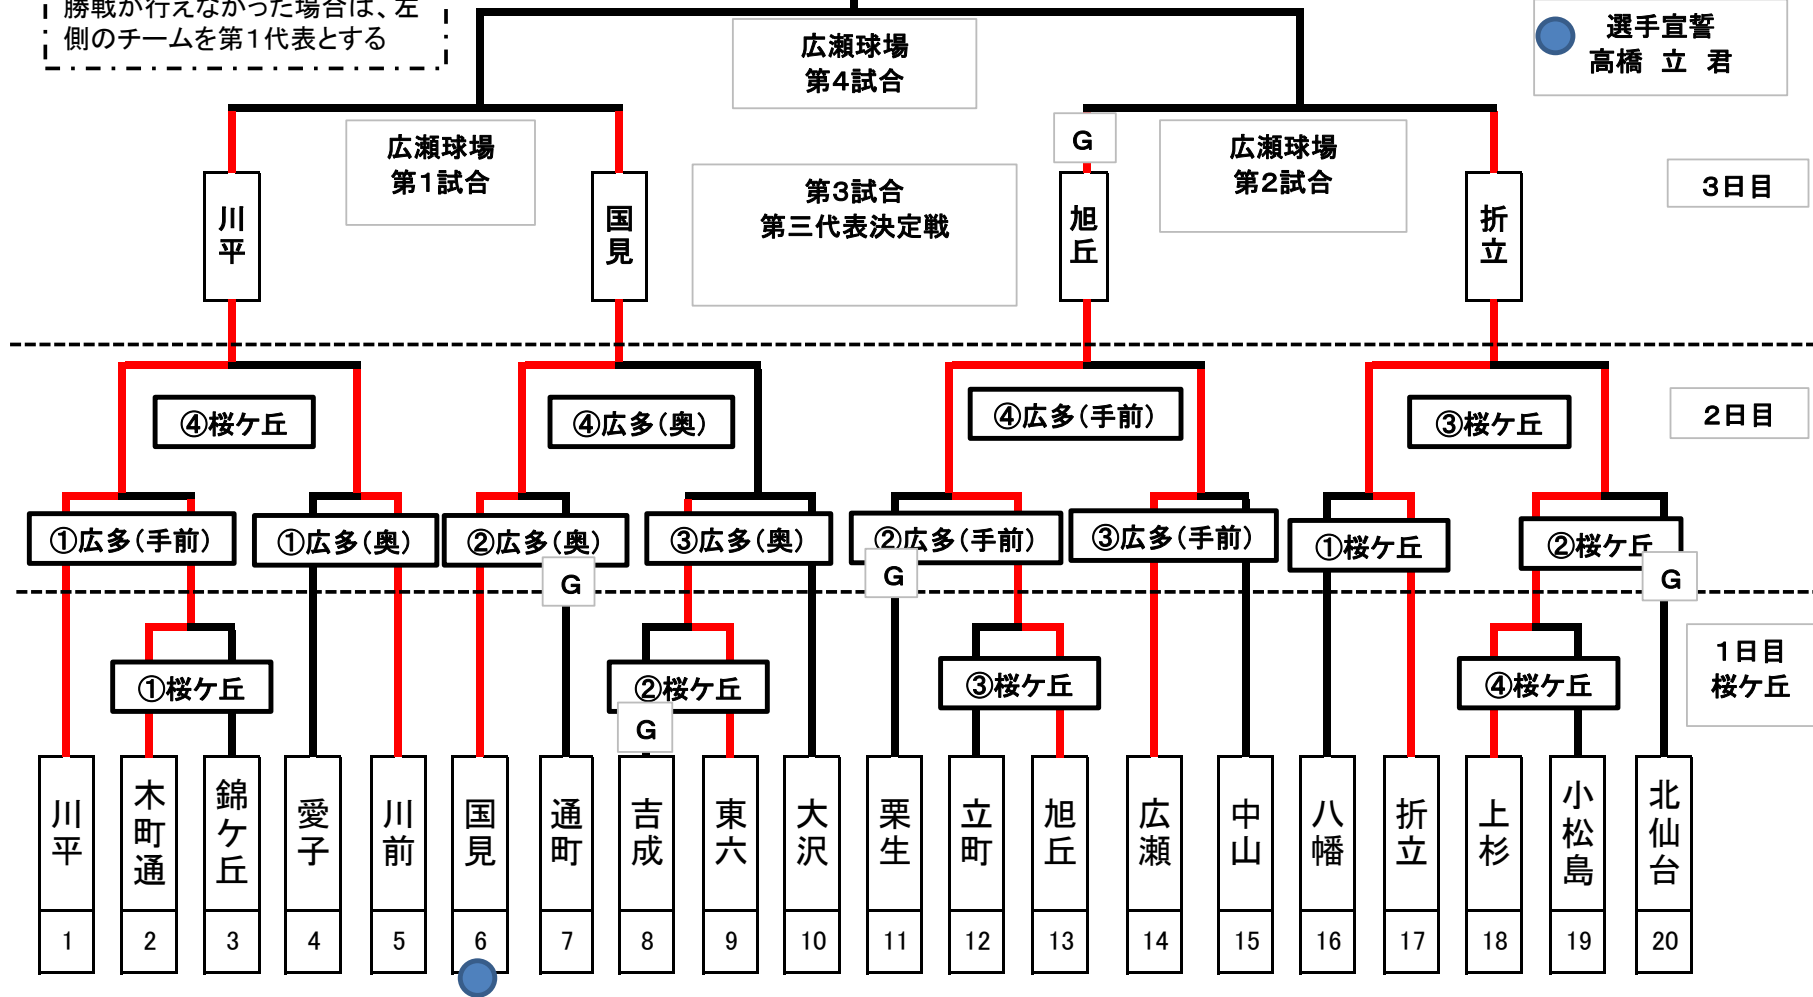 勝戦が行えなかった場合は、左
側のチームを第1代表とする
選手宣誓
高橋 立 君
広瀬球場
第4試合
広瀬球場
第1試合
第3試合
第三代表決定戦
G
広瀬球場
第2試合
3日目
川平
国見
旭丘
折立
④桜ケ丘
④広多(奥)
④広多(手前)
③桜ケ丘
2日目
①広多(手前)
①広多(奥)
②広多(奥)
③広多(奥)
②広多(手前)
③広多(手前)
①桜ケ丘
②桜ケ丘
G
G
G
①桜ケ丘
②桜ケ丘
③桜ケ丘
④桜ケ丘
1日目
桜ケ丘
G
川平
木町通
錦ケ丘
愛子
川前
国見
通町
吉成
東六
大沢
栗生
立町
旭丘
広瀬
中山
八幡
折立
上杉
小松島
北仙台
1
2
3
4
5
6
7
8
9
10
11
12
13
14
15
16
17
18
19
20